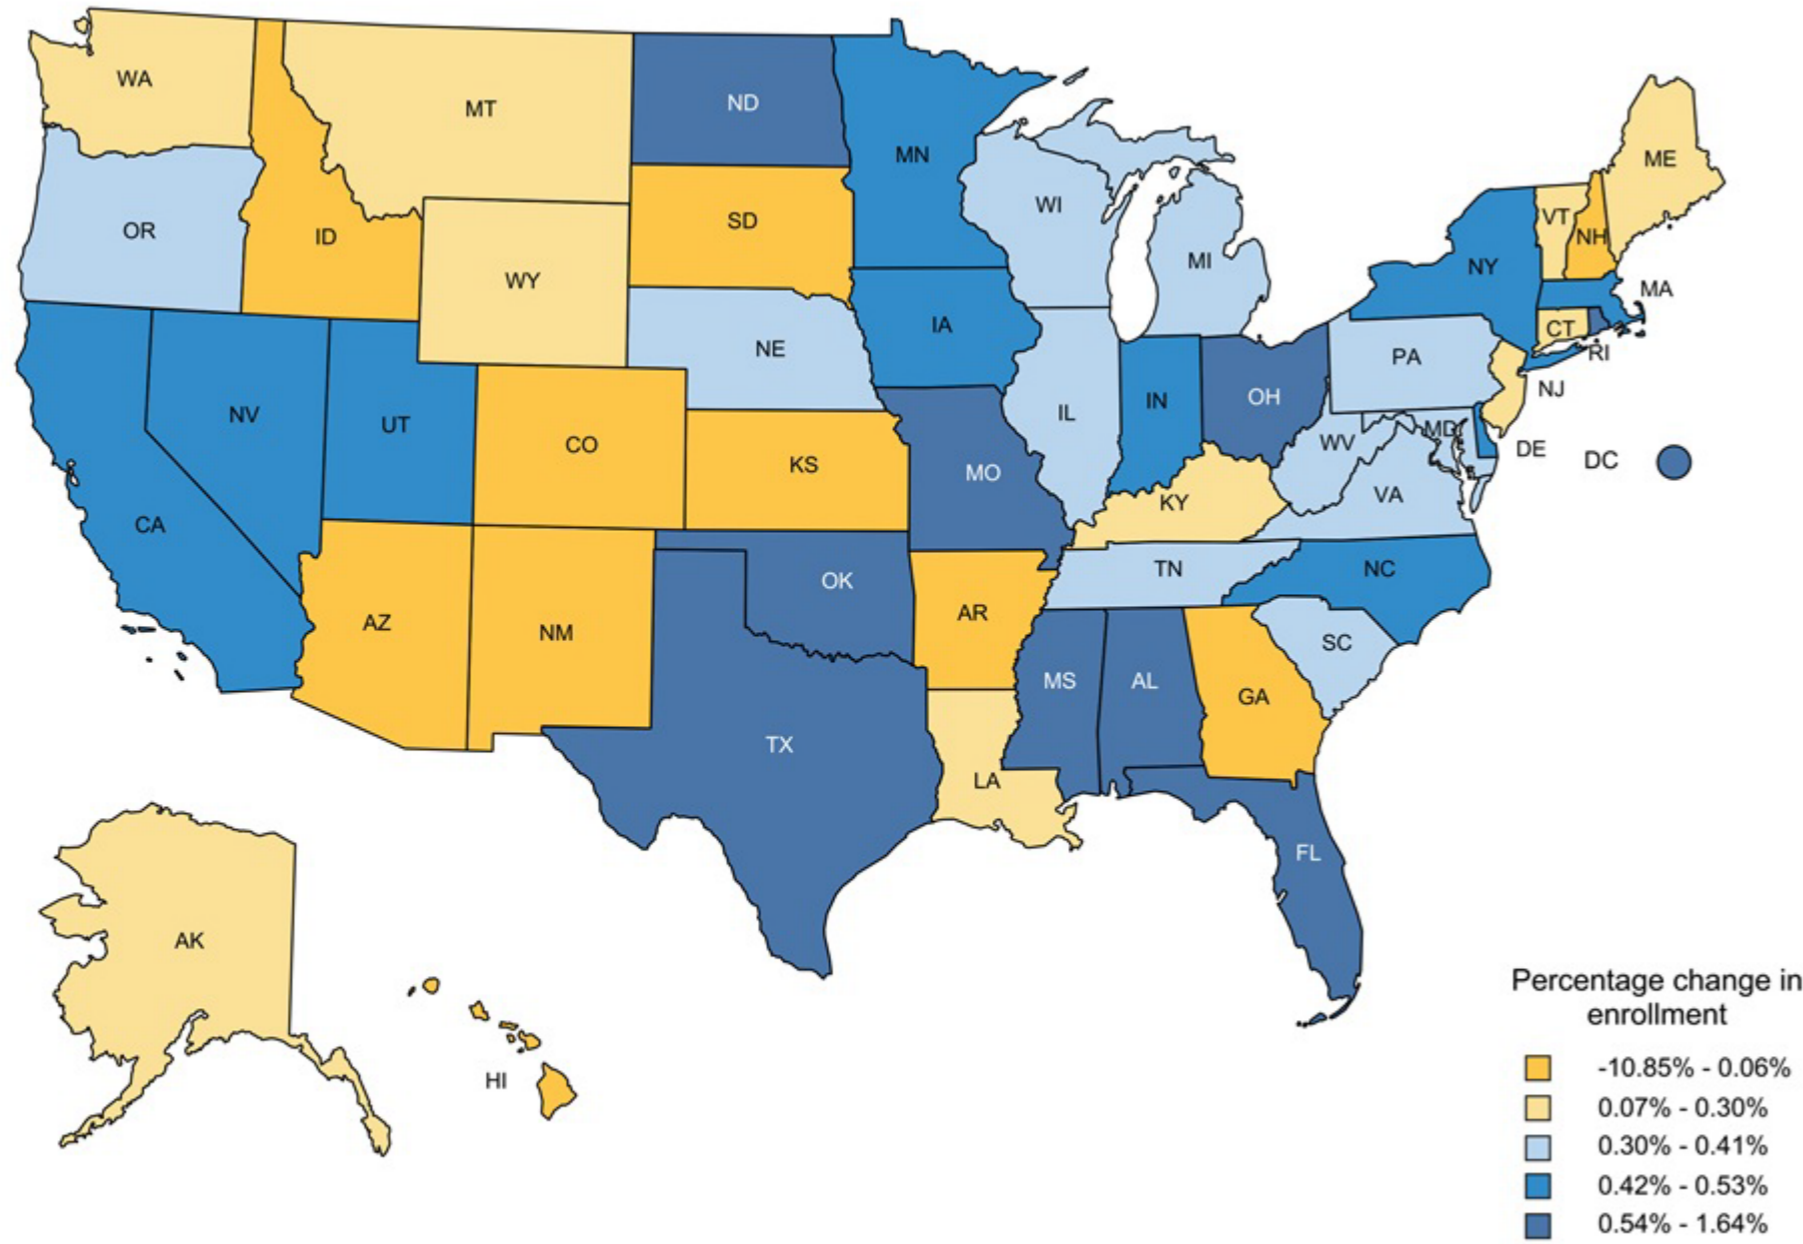 WA
MT
ND
MN
ME
OR
ID
SD
WI
VT
NH
WY
MI
NY
MA
NE
IA
CT
RI
PA
NJ
NV
UT
CO
KS
MO
IL
IN
OH
WV
MD
DE
DC
VA
CA
KY
AZ
NM
OK
AR
TN
NC
SC
TX
MS
AL
GA
LA
FL
AK
HI
Percentage change in
enrollment
-10.85% - 0.06%
0.07% - 0.30%
0.30% - 0.41%
0.42% - 0.53%
0.54% - 1.64%